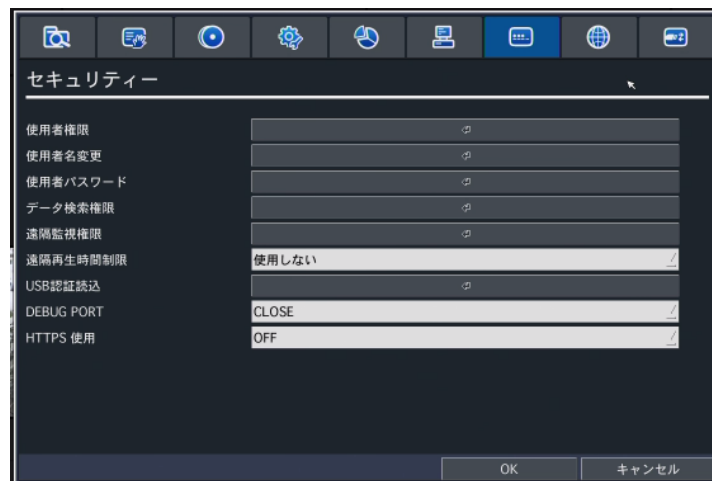 セキュリティー
使用者権限
使用者名変更
使用者パスワード
データ検索権限
遠隔監視権限
遠隔再生時間制限 使用しない
USB認証読込
DEBUG PORT CLOSE
HTTPS 使用 OFF
OK キャンセル